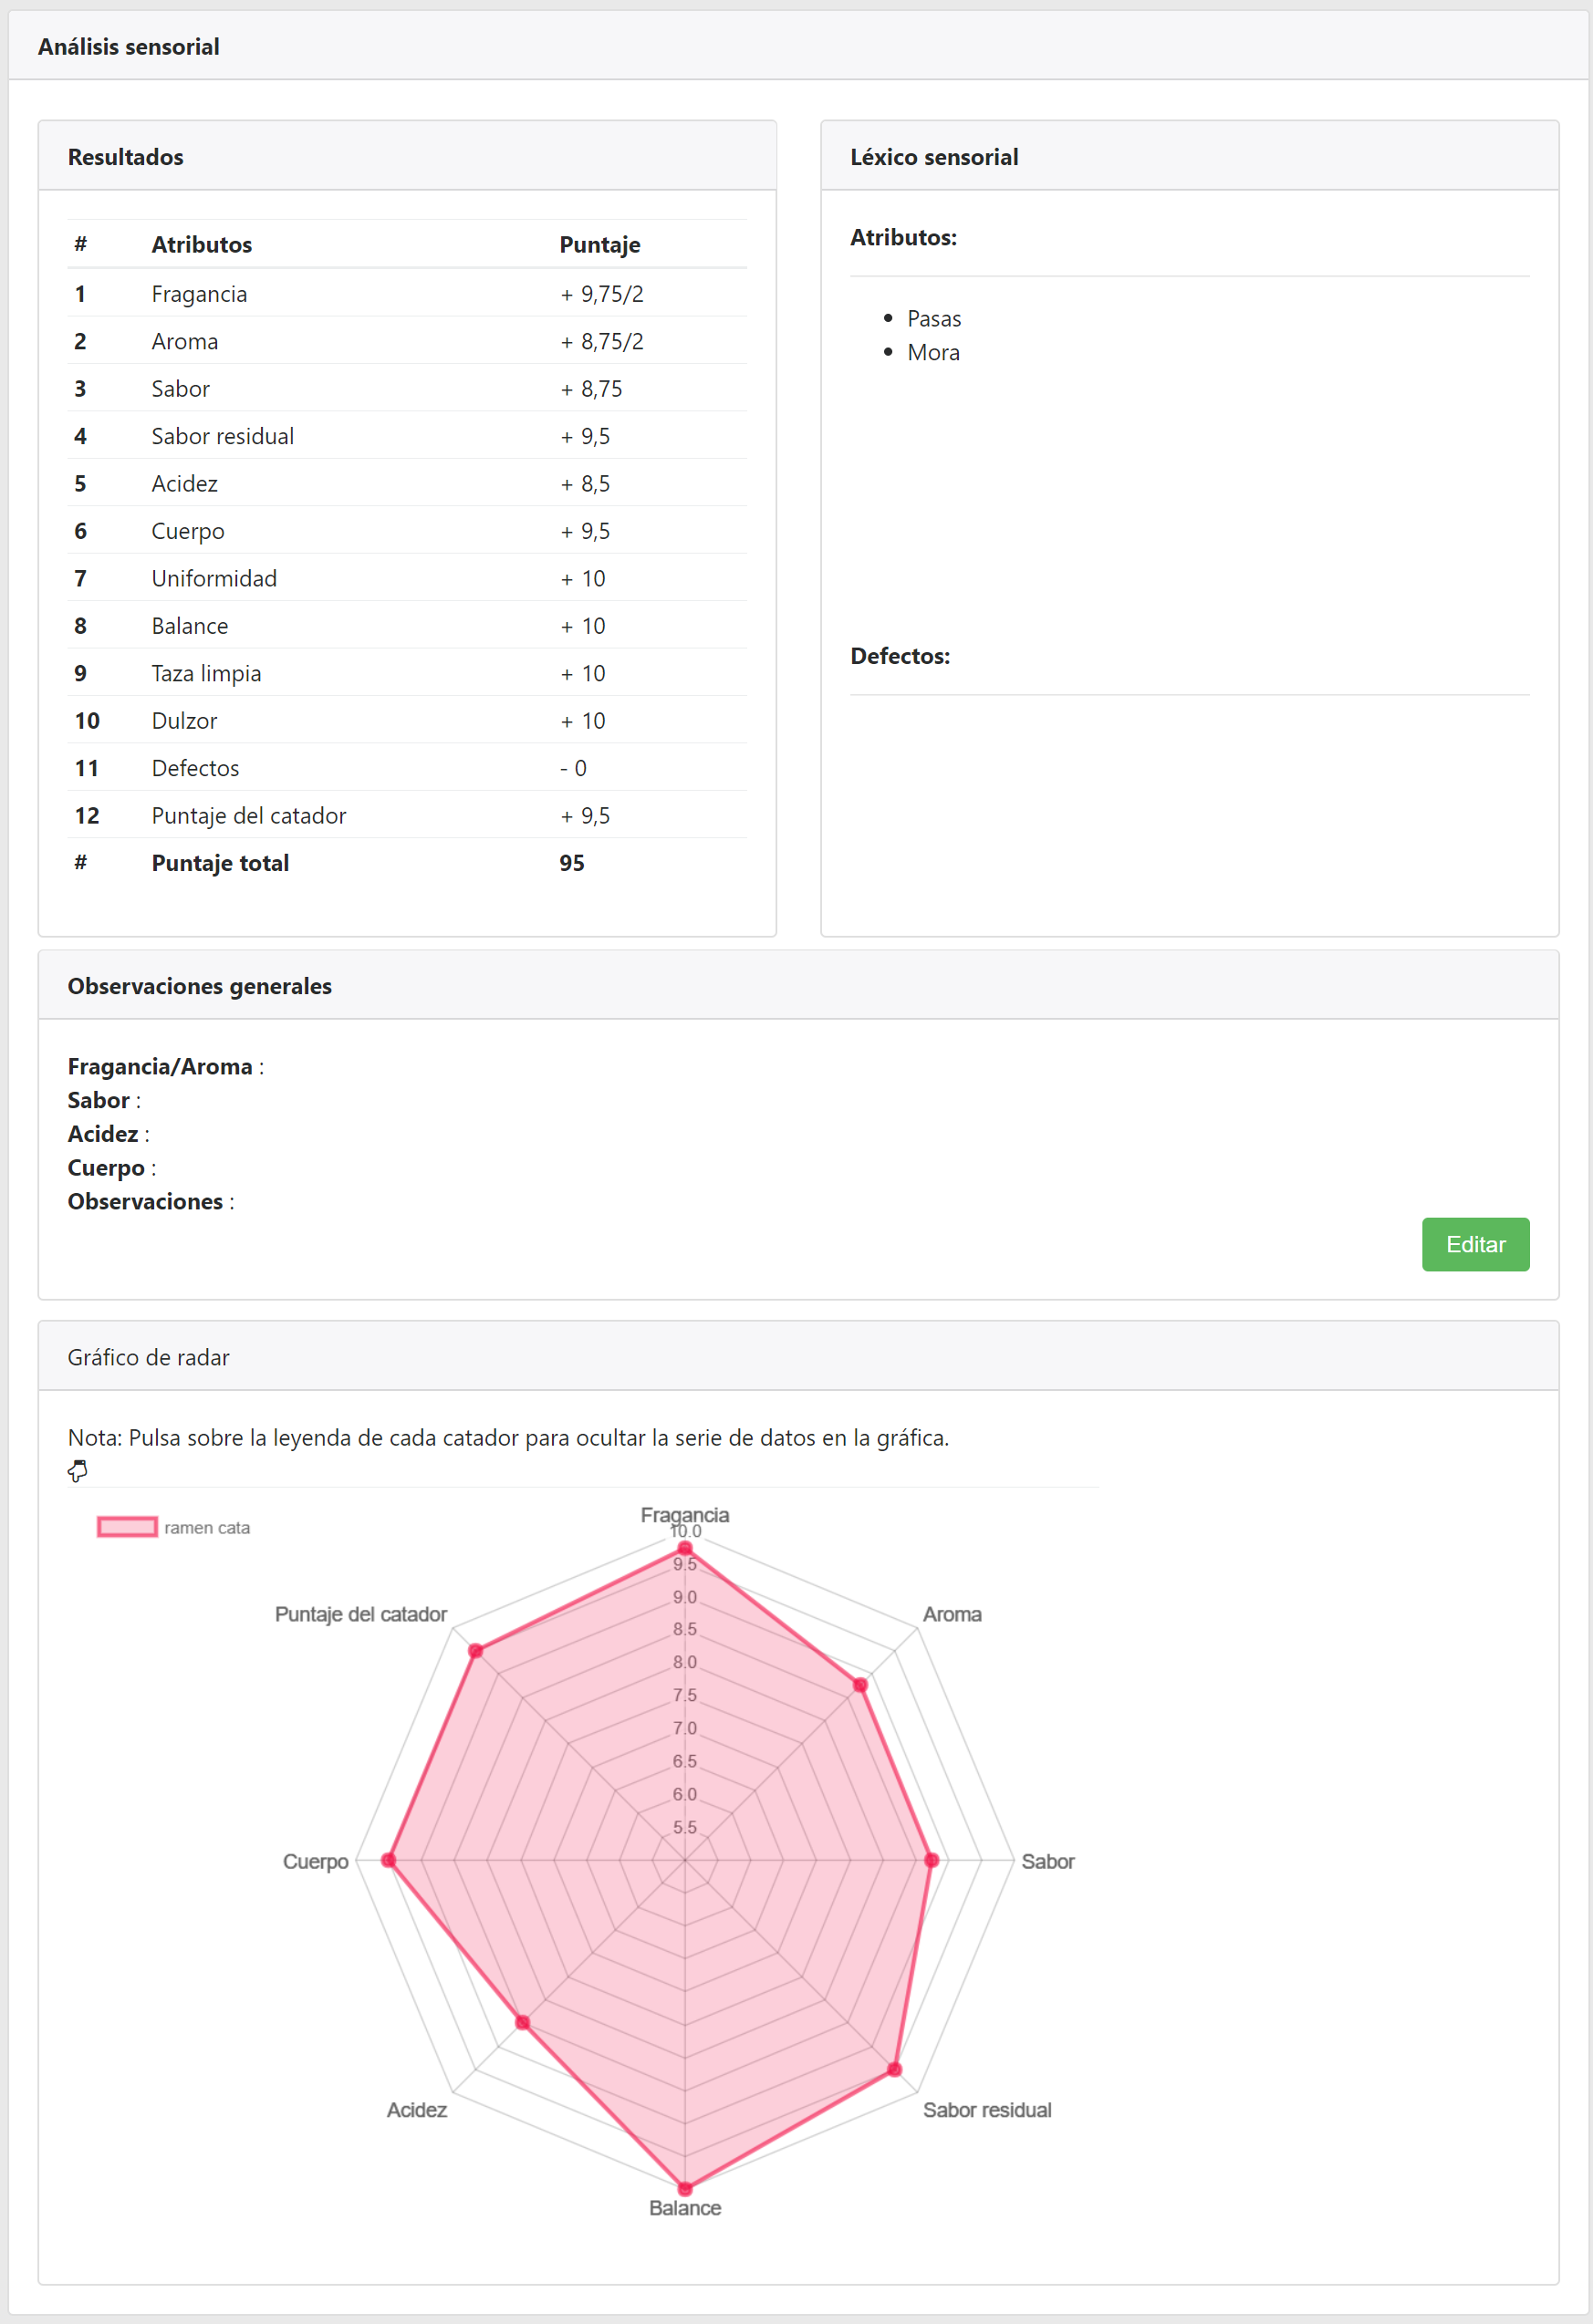 Análisis sensorial
Resultados
# Atributos Puntaje
1 Fragancia + 9,75/2
2 Aroma + 8,75/2
3 Sabor + 8,75
4 Sabor residual + 9,5
5 Acidez + 8,5
6 Cuerpo + 9,5
7 Uniformidad + 10
8 Balance + 10
9 Taza limpia + 10
10 Dulzor + 10
11 Defectos - 0
12 Puntaje del catador + 9,5
# Puntaje total 95
Léxico sensorial
Atributos:
• Pasas
• Mora
Defectos:
Observaciones generales
Fragancia/Aroma :
Sabor :
Acidez :
Cuerpo :
Observaciones :
Editar
Gráfico de radar
Nota: Pulsa sobre la leyenda de cada catador para ocultar la serie de datos en la gráfica.
ramen cata
Fragancia
10.0
9.5
9.0
8.5
8.0
7.5
7.0
6.5
6.0
5.5
Puntaje del catador
Aroma
Cuerpo
Sabor
Acidez
Sabor residual
Balance